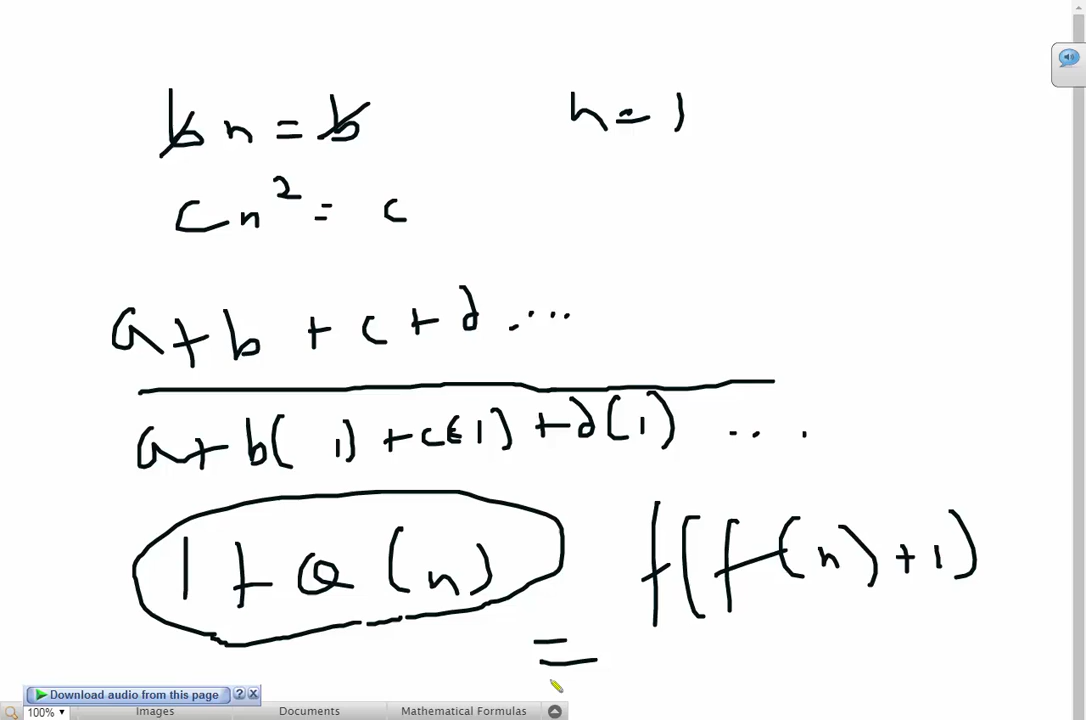 bn = b n = 1
cn² = c
a + b + c + d ....
a + b(1) + c(1) + d(1) ...
1 + Q(n) = f(f(n)+1)
Download audio from this page ?
100% Images Documents Mathematical Formulas